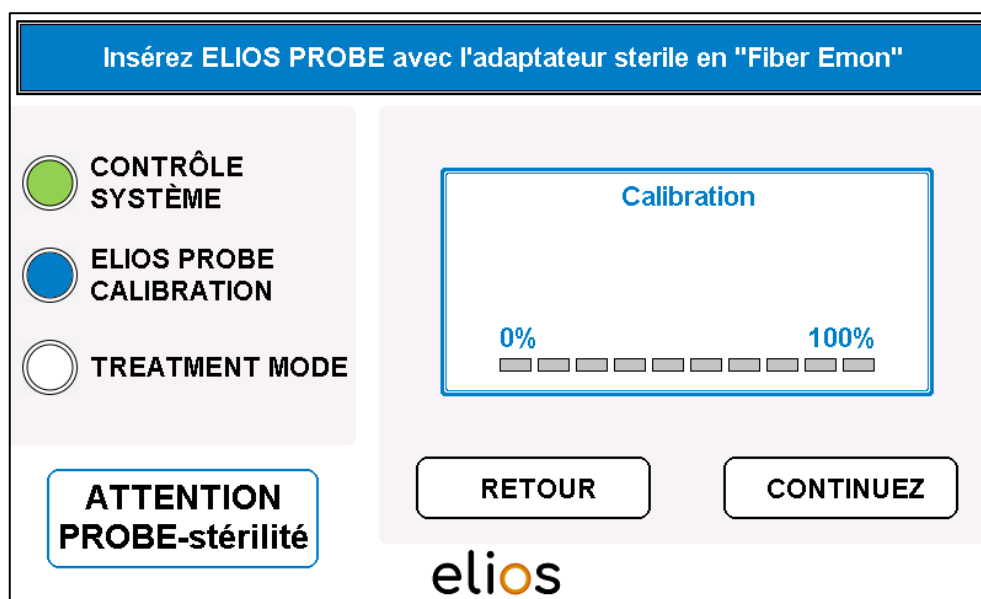 Insérez ELIOS PROBE avec l'adaptateur sterile en "Fiber Emon"
CONTRÔLE
SYSTÈME
ELIOS PROBE
CALIBRATION
TREATMENT MODE
ATTENTION
PROBE-stérilité
Calibration
0% 100%
RETOUR CONTINUEZ
elios